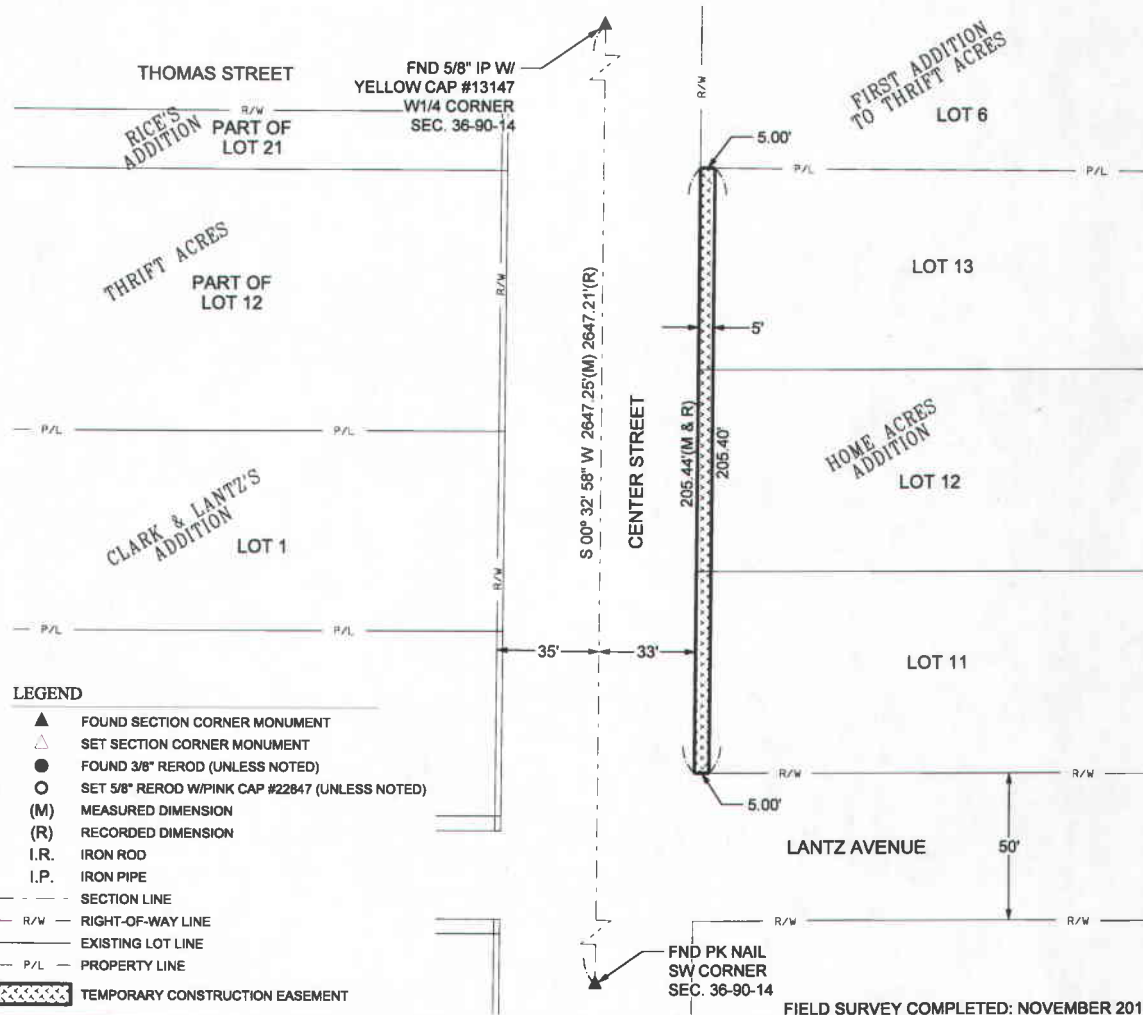 THOMAS STREET
R/W
RICE'S
ADDITION
PART OF
LOT 21
FND 5/8" IP W/
YELLOW CAP #13147
W1/4 CORNER
SEC. 36-90-14
R/W
FIRST ADDITION
TO THRIFT ACRES
LOT 6
5.00'
P/L
P/L
THRIFT ACRES
PART OF
LOT 12
R/W
LOT 13
5'
S 00° 32' 58" W 2647.25'(M) 2647.21'(R)
CENTER STREET
205.44'(M & R)
205.40'
HOME ACRES
ADDITION
LOT 12
P/L
P/L
CLARK & LANTZ'S
ADDITION
LOT 1
R/W
P/L
P/L
35'
33'
LOT 11
R/W
R/W
5.00'
LANTZ AVENUE
50'
R/W
R/W
FND PK NAIL
SW CORNER
SEC. 36-90-14
LEGEND
FOUND SECTION CORNER MONUMENT
SET SECTION CORNER MONUMENT
FOUND 3/8" REROD (UNLESS NOTED)
SET 5/8" REROD W/PINK CAP #22847 (UNLESS NOTED)
(M) MEASURED DIMENSION
(R) RECORDED DIMENSION
I.R. IRON ROD
I.P. IRON PIPE
SECTION LINE
R/W RIGHT-OF-WAY LINE
EXISTING LOT LINE
P/L PROPERTY LINE
TEMPORARY CONSTRUCTION EASEMENT
FIELD SURVEY COMPLETED: NOVEMBER 201